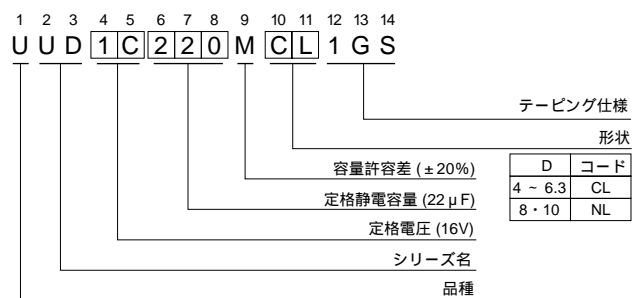 1 2 3 4 5 6 7 8 9 10 11 12 13 14
U U D 1 C 2 2 0 M C L 1 G S
テーピング仕様
形状
容量許容差 (±20%)
定格静電容量 (22 μF)
定格電圧 (16V)
シリーズ名
品種
D コード
4 ~ 6.3 CL
8・10 NL